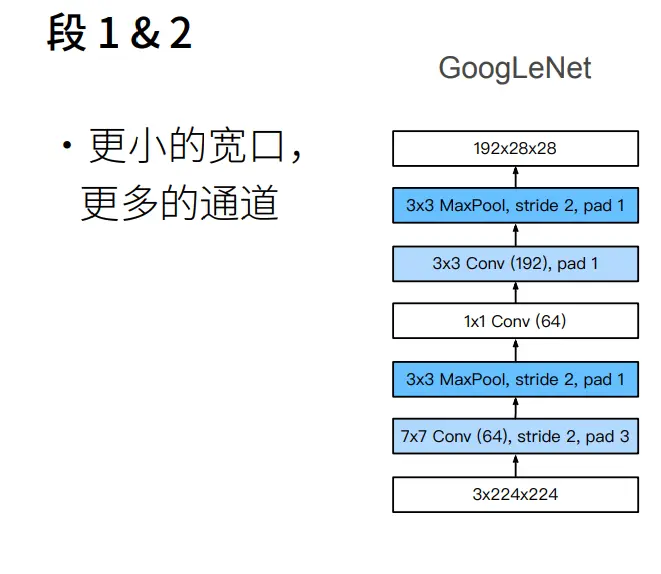 段 1 & 2
GoogLeNet
・更小的宽口，
更多的通道
192x28x28
3x3 MaxPool, stride 2, pad 1
3x3 Conv (192), pad 1
1x1 Conv (64)
3x3 MaxPool, stride 2, pad 1
7x7 Conv (64), stride 2, pad 3
3x224x224